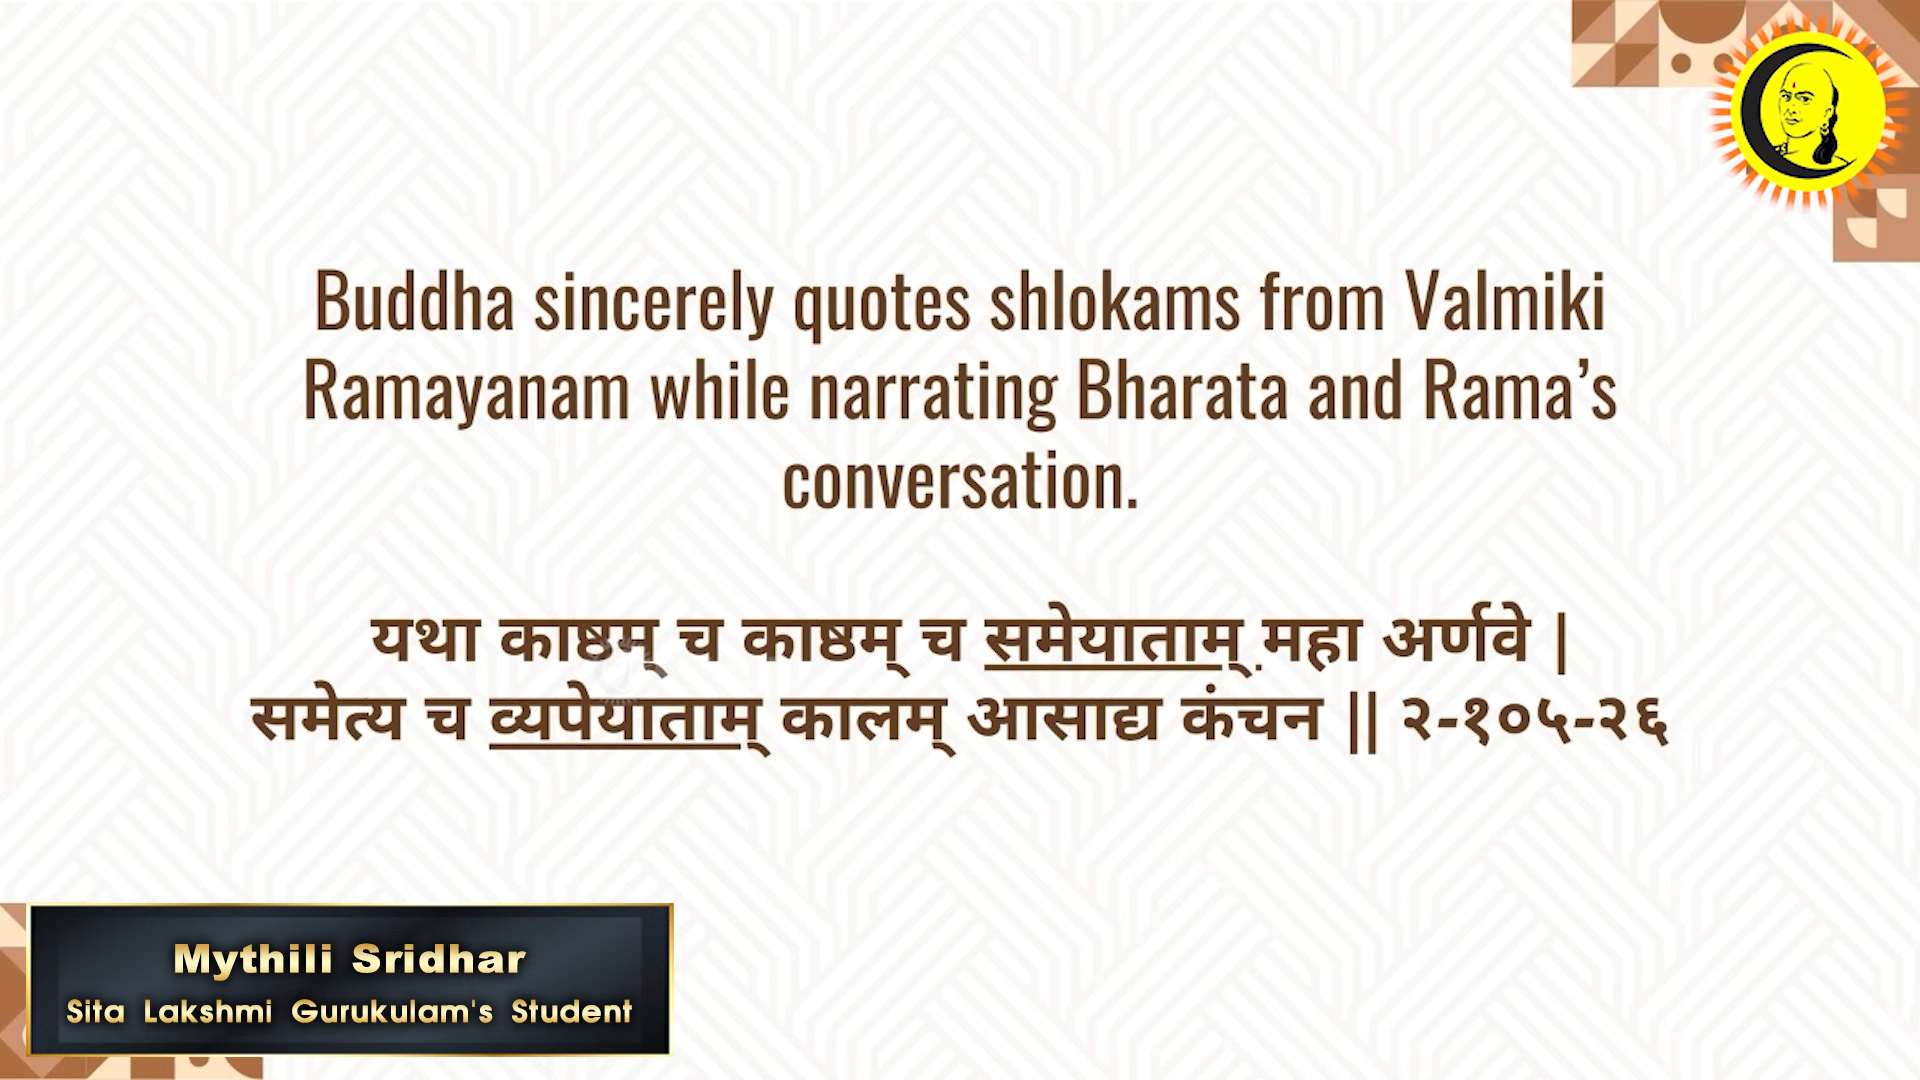 Buddha sincerely quotes shlokams from Valmiki
Ramayanam while narrating Bharata and Rama’s
conversation.
यथा काष्ठम् च काष्ठम् च समेयाताम् महा अर्णवे |
समेत्य च व्यपेयाताम् कालम् आसाद्य कंचन || २-१०५-२६
Mythili Sridhar
Sita Lakshmi Gurukulam's Student